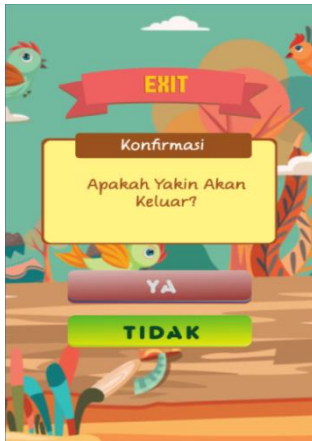 EXIT
Konfirmasi
Apakah Yakin Akan
Keluar?
YA
TIDAK